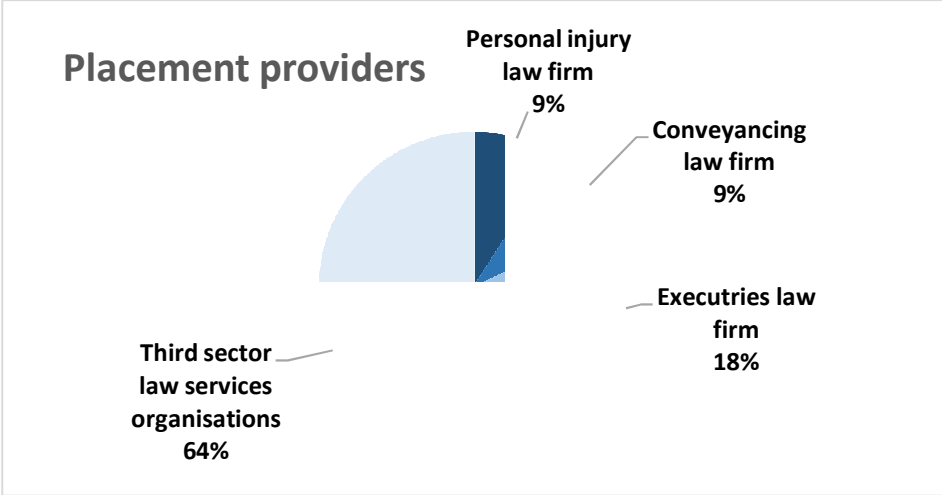 Placement providers
Personal injury
law firm
9%
Conveyancing
law firm
9%
Executries law
firm
18%
Third sector
law services
organisations
64%